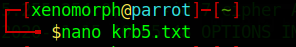 ┌─[xenomorph@parrot]─[~]
└──╼ $nano krb5.txt